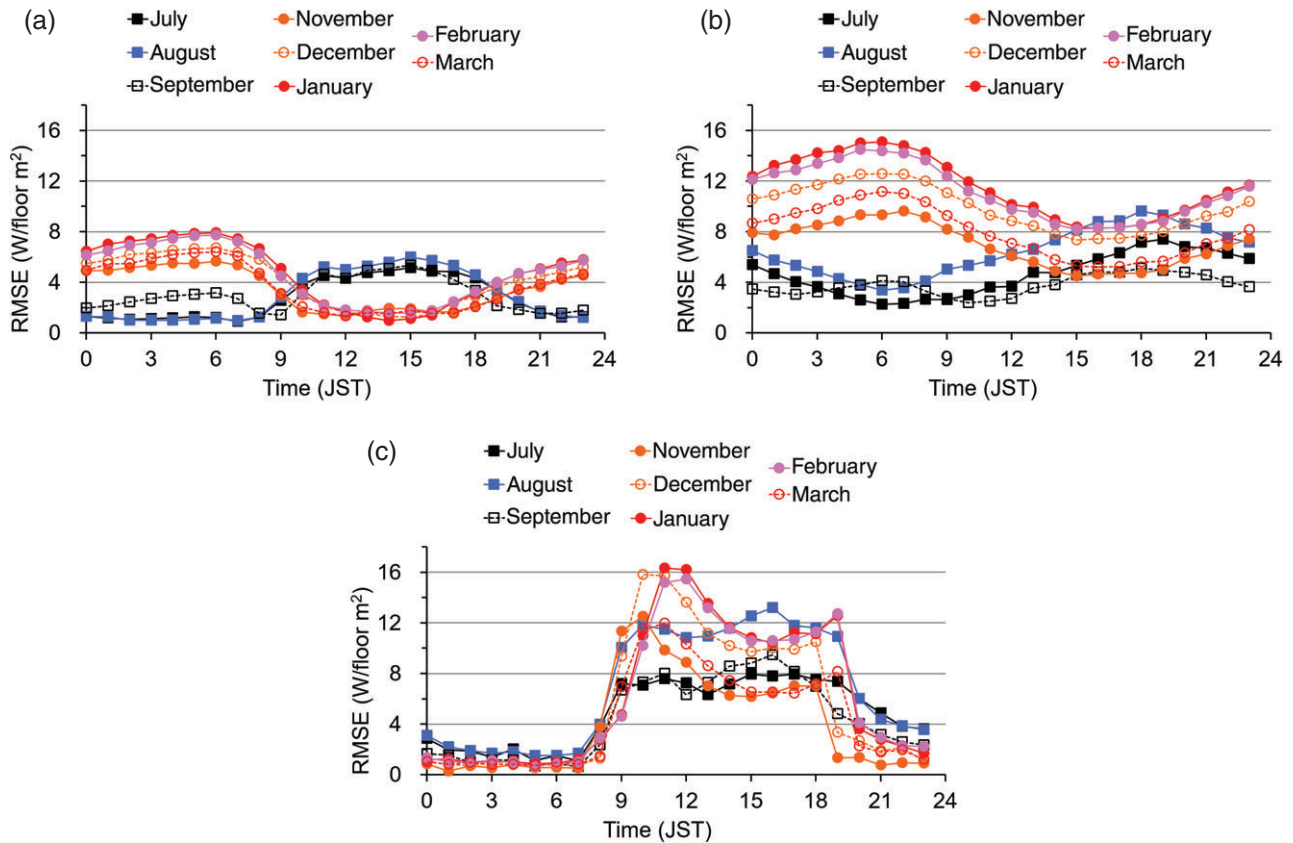 (a)
July
November
February
August
December
March
September
January
RMSE (W/floor m²)
16
12
8
4
0
0 3 6 9 12 15 18 21 24
Time (JST)
(b)
July
November
February
August
December
March
September
January
RMSE (W/floor m²)
16
12
8
4
0
0 3 6 9 12 15 18 21 24
Time (JST)
(c)
July
November
February
August
December
March
September
January
RMSE (W/floor m²)
16
12
8
4
0
0 3 6 9 12 15 18 21 24
Time (JST)